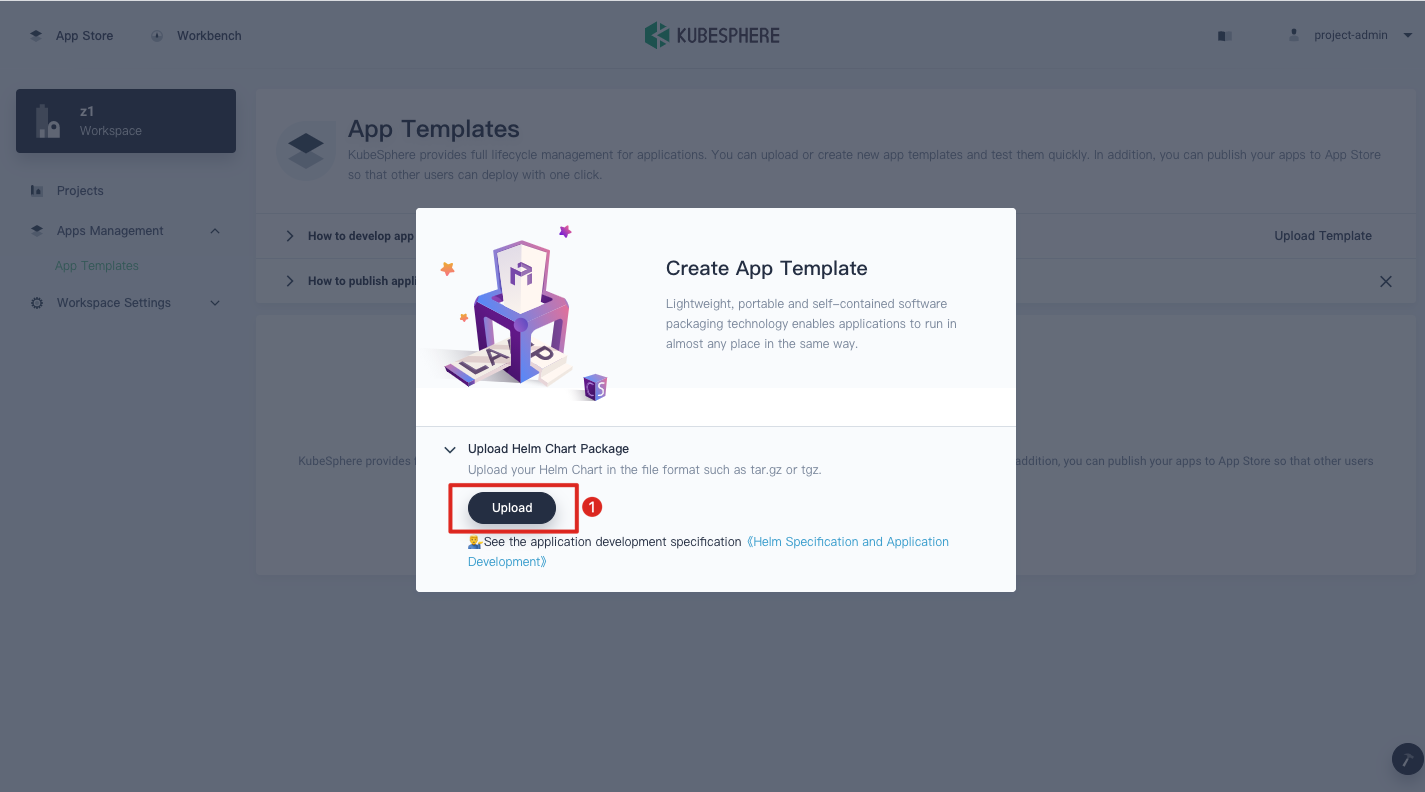 App Store
Workbench
KUBESPHERE
project-admin
z1
Workspace
Projects
Apps Management
App Templates
Workspace Settings
App Templates
KubeSphere provides full lifecycle management for applications. You can upload or create new app templates and test them quickly. In addition, you can publish your apps to App Store
so that other users can deploy with one click.
How to develop app
Upload Template
How to publish appli
KubeSphere provides f
addition, you can publish your apps to App Store so that other users
Create App Template
Lightweight, portable and self-contained software
packaging technology enables applications to run in
almost any place in the same way.
LAMP
CS
Upload Helm Chart Package
Upload your Helm Chart in the file format such as tar.gz or tgz.
Upload
1
👨‍🔧See the application development specification 《Helm Specification and Application
Development》